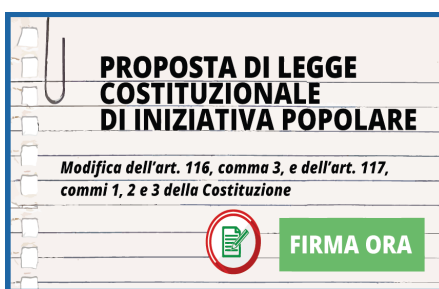 PROPOSTA DI LEGGE
COSTITUZIONALE
DI INIZIATIVA POPOLARE
Modifica dell'art. 116, comma 3, e dell'art. 117,
commi 1, 2 e 3 della Costituzione
FIRMA ORA